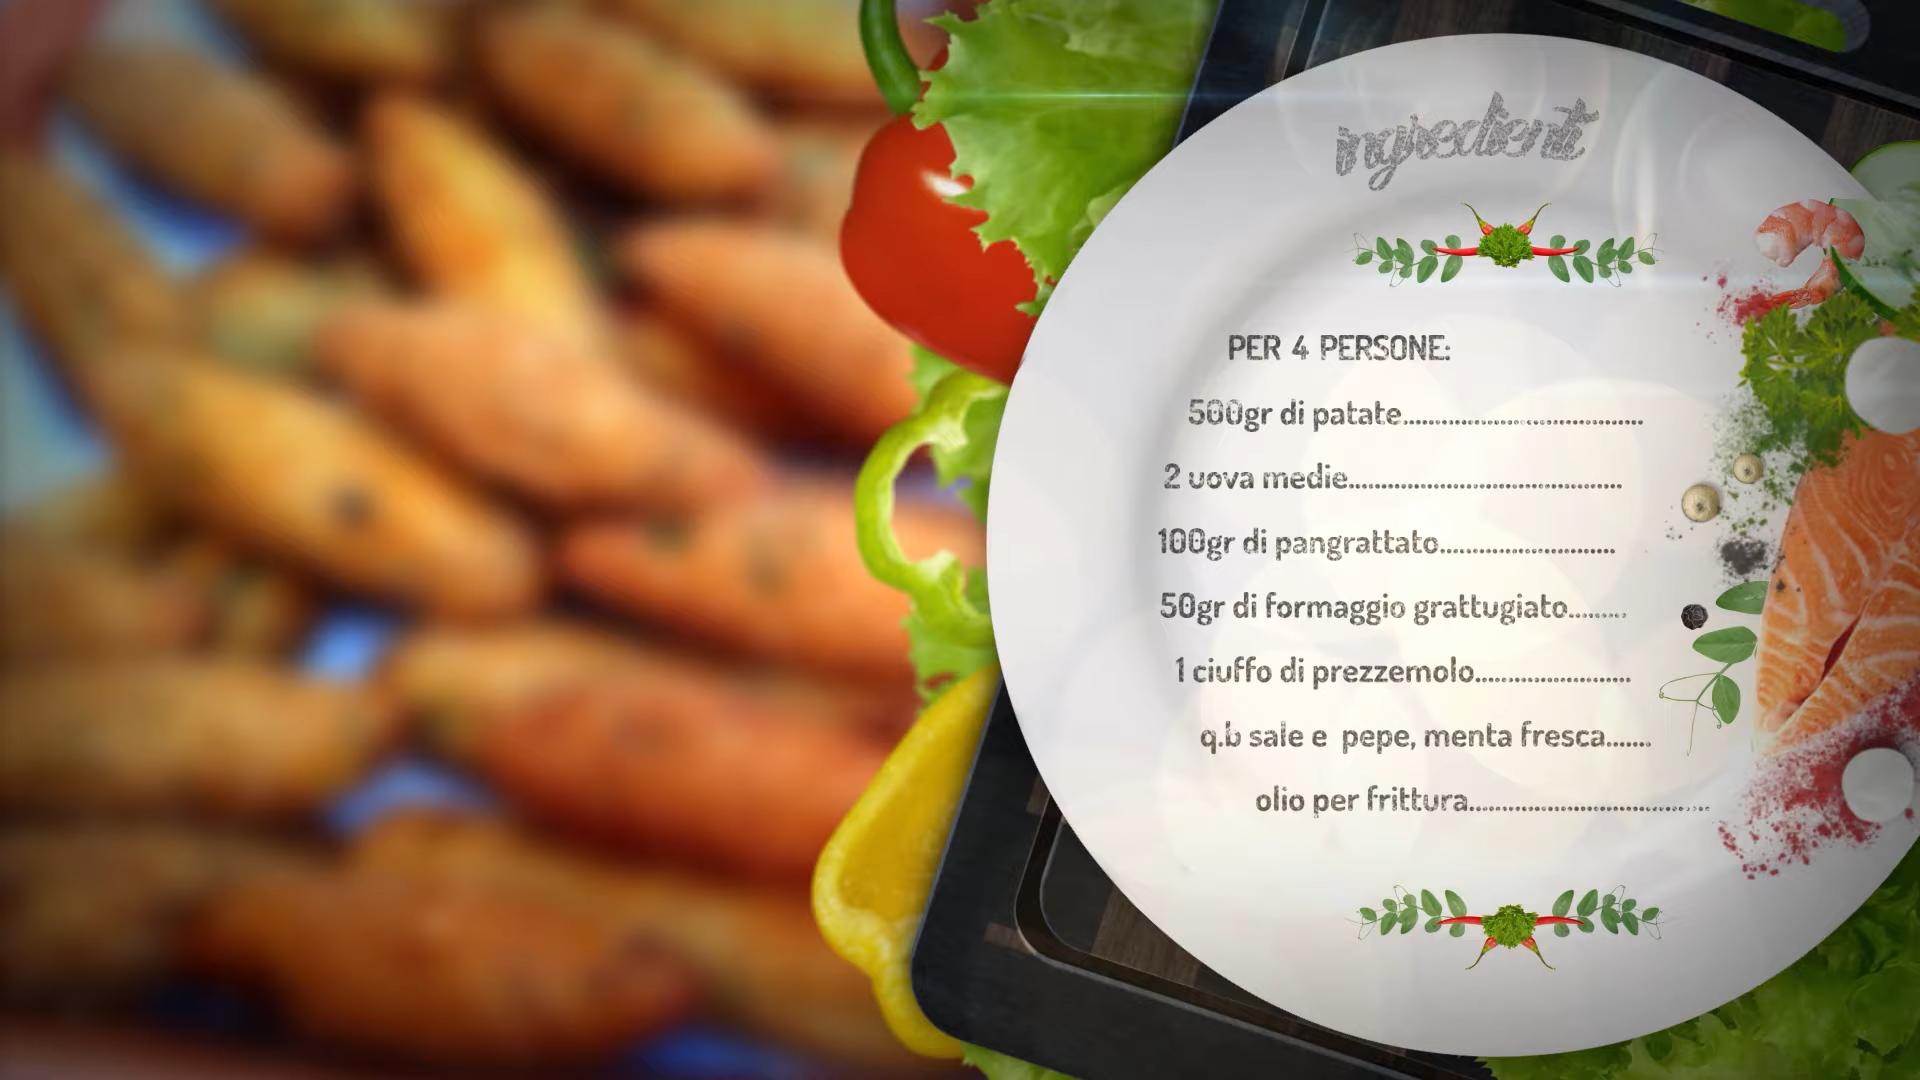 ingredienti
PER 4 PERSONE:
500gr di patate........................................
2 uova medie..............................................
100gr di pangrattato.............................
50gr di formaggio grattugiato..........
1 ciuffo di prezzemolo..........................
q.b sale e pepe, menta fresca.......
olio per frittura........................................